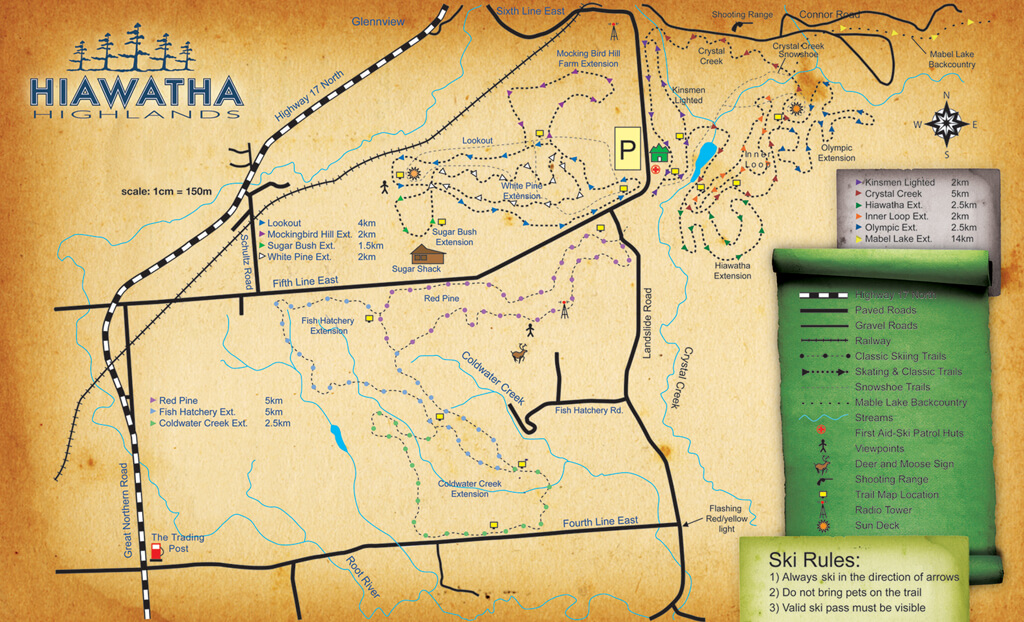 Sixth Line East
Glennview
Shooting Range
Connor Road
HIAWATHA
HIGHLANDS
Highway 17 North
Mocking Bird Hill
Farm Extension
Crystal
Creek
Crystal Creek
Snowshoe
Mabel Lake
Backcountry
Kinsmen
Lighted
N
W
E
S
Lookout
P
Inner
Loop
Olympic
Extension
scale: 1cm = 150m
White Pine
Extension
Kinsmen Lighted 2km
Crystal Creek 5km
Hiawatha Ext. 2.5km
Inner Loop Ext. 2km
Olympic Ext. 2.5km
Mabel Lake Ext. 14km
Lookout 4km
Mockingbird Hill Ext. 2km
Sugar Bush Ext. 1.5km
White Pine Ext. 2km
Schultz Road
Sugar Bush
Extension
Sugar Shack
Hiawatha
Extension
Fifth Line East
Red Pine
Fish Hatchery
Extension
Landslide Road
Crystal Creek
Coldwater Creek
Paved Roads
Gravel Roads
Railway
Classic Skiing Trails
Skating & Classic Trails
Snowshoe Trails
Mable Lake Backcountry
Streams
First Aid-Ski Patrol Huts
Viewpoints
Deer and Moose Sign
Shooting Range
Trail Map Location
Radio Tower
Sun Deck
Red Pine 5km
Fish Hatchery Ext. 5km
Coldwater Creek Ext. 2.5km
Fish Hatchery Rd.
Great Northern Road
Coldwater Creek
Extension
Fourth Line East
Flashing
Red/yellow
light
The Trading
Post
Root River
Ski Rules:
1) Always ski in the direction of arrows
2) Do not bring pets on the trail
3) Valid ski pass must be visible